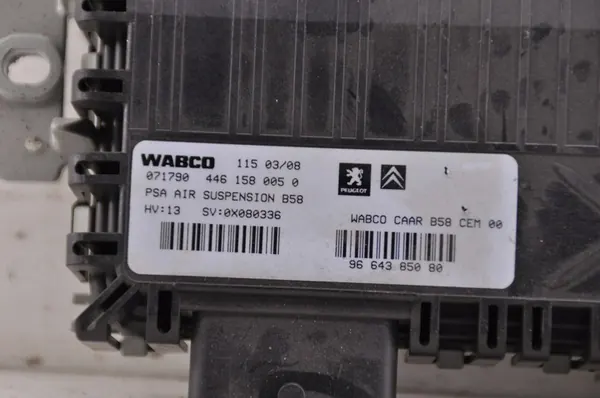 WABCO 115 03/08
071790 446 158 005 0
PSA AIR SUSPENSION B58
HV:13 SV:0X080336
PEUGEOT
WABCO CAAR B58 CEM 00
96 643 850 80